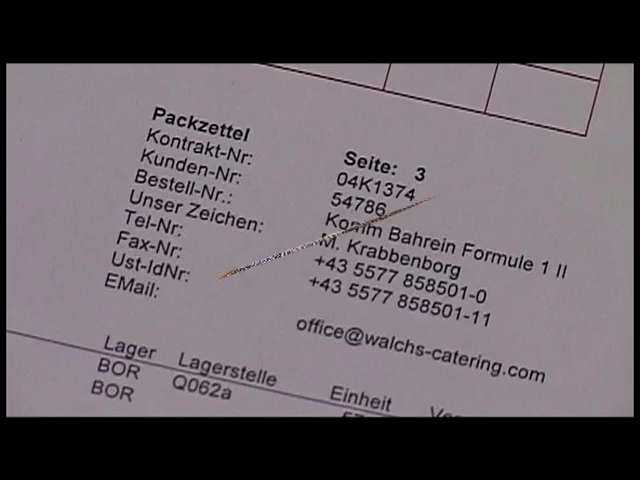 Packzettel Seite: 3
Kontrakt-Nr: 04K1374
Kunden-Nr: 54786
Bestell-Nr.: Komm Bahrein Formule 1 II
Unser Zeichen: M. Krabbenborg
Tel-Nr: +43 5577 858501-0
Fax-Nr: +43 5577 858501-11
Ust-IdNr:
EMail: office@walchs-catering.com
Lager Lagerstelle Einheit
BOR Q062a
BOR